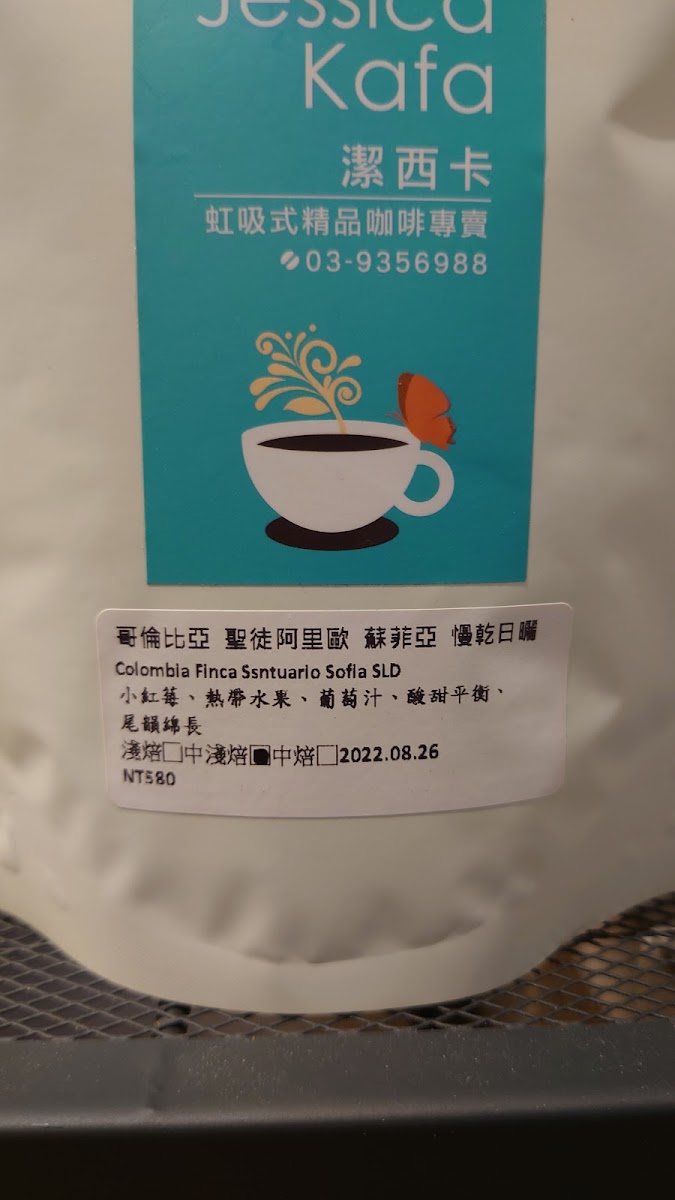 Jessica
Kafa
潔西卡
虹吸式精品咖啡專賣
03-9356988
哥倫比亞 聖徒阿里歐 蘇菲亞 慢乾日曬
Colombia Finca Ssntuario Sofia SLD
小紅莓、熱帶水果、葡萄汁、酸甜平衡、
尾韻綿長
淺焙□中淺焙■中焙□2022.08.26
NT580